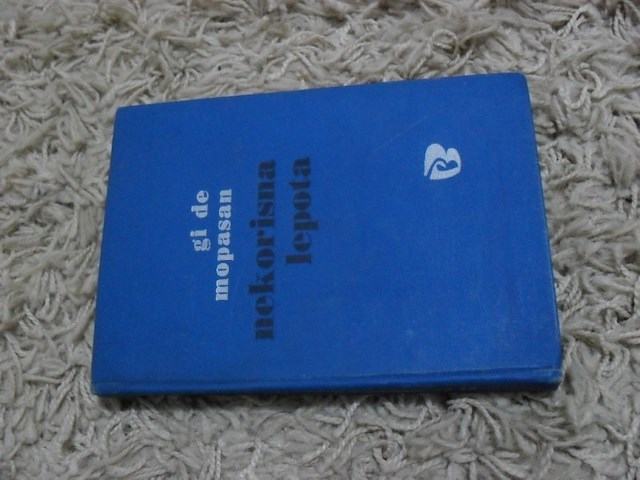 gi de
mopasan
nekorisna
lepota